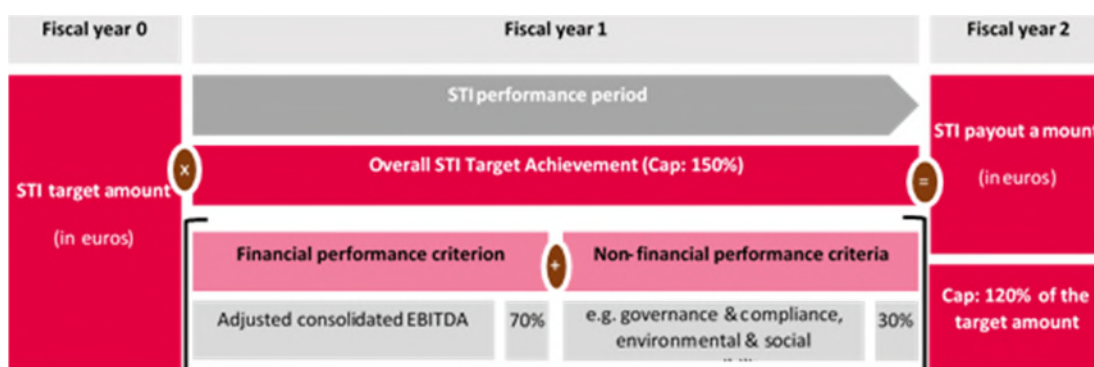 Fiscal year 0
Fiscal year 1
Fiscal year 2
STI performance period
Overall STI Target Achievement (Cap: 150%)
STI target amount
(in euros)
x
=
STI payout amount
(in euros)
Financial performance criterion
+
Non-financial performance criteria
Adjusted consolidated EBITDA
70%
e.g. governance & compliance,
environmental & social
30%
Cap: 120% of the
target amount